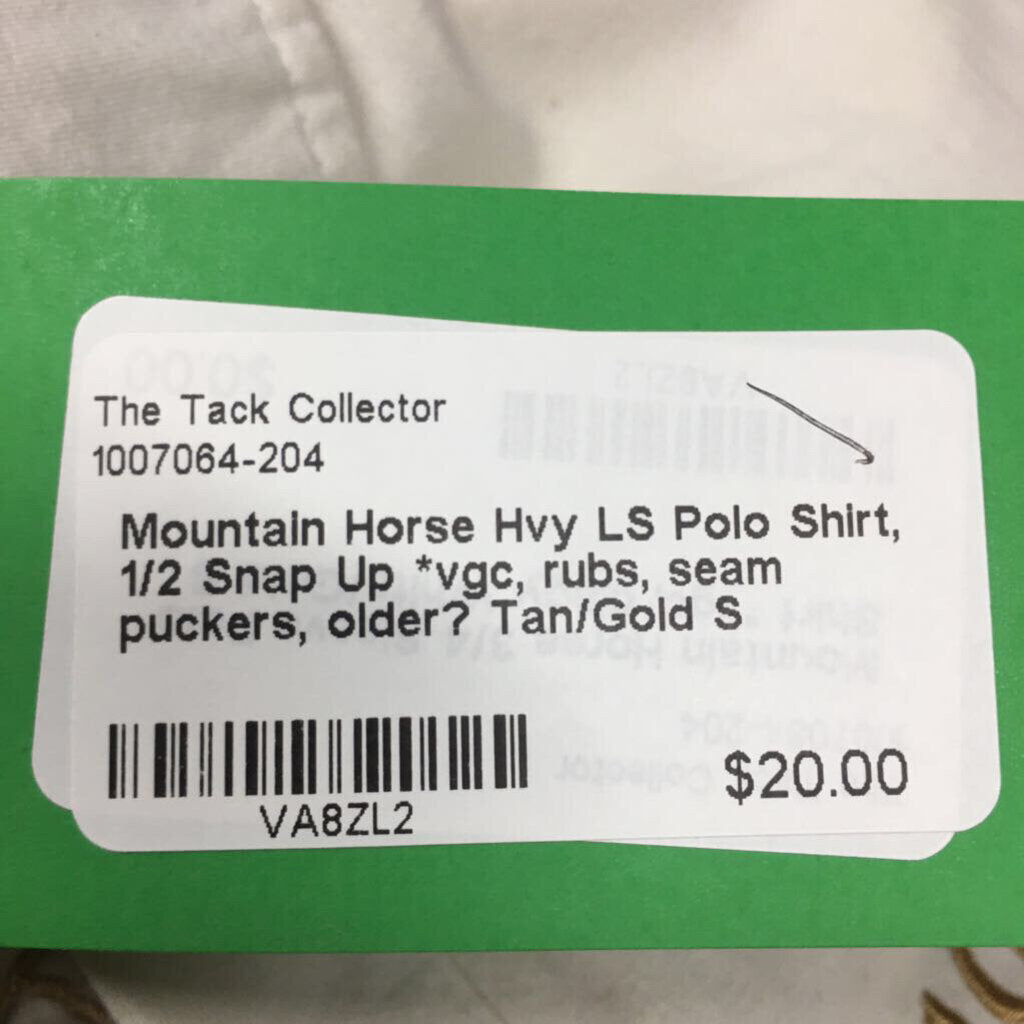 The Tack Collector
1007064-204
Mountain Horse Hvy LS Polo Shirt,
1/2 Snap Up *vgc, rubs, seam
puckers, older? Tan/Gold S
VA8ZL2
$20.00